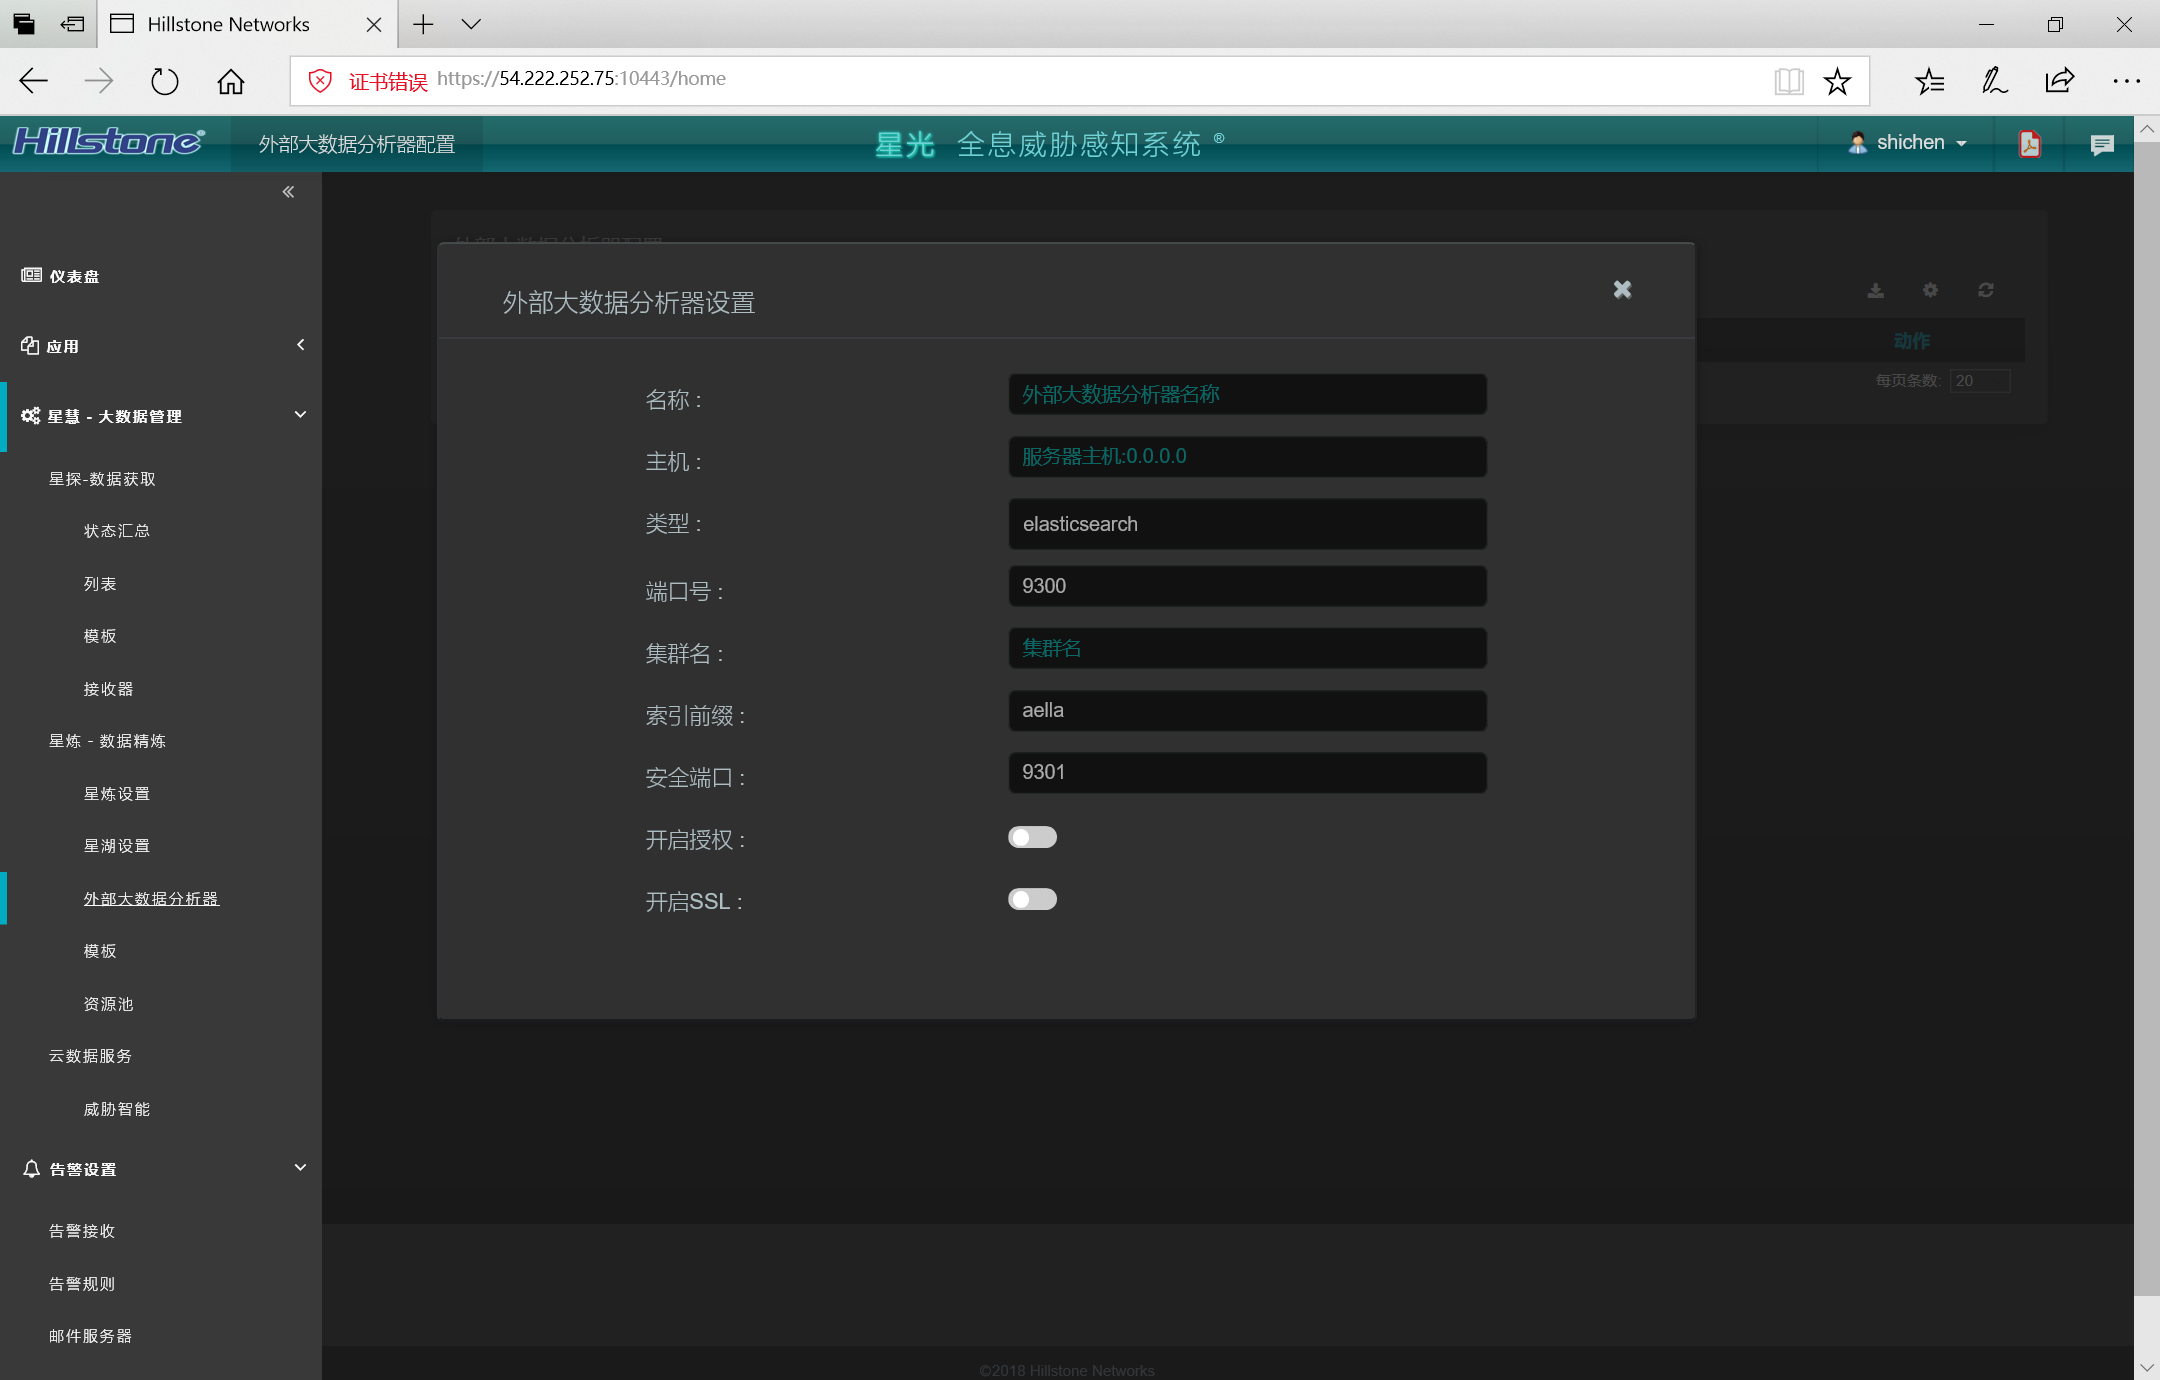 Hillstone Networks
证书错误 https://54.222.252.75:10443/home
Hillstone® 外部大数据分析器配置 星光 全息威胁感知系统 ® shichen
仪表盘
应用
星慧 - 大数据管理
星探-数据获取
状态汇总
列表
模板
接收器
星炼 - 数据精炼
星炼设置
星湖设置
外部大数据分析器
模板
资源池
云数据服务
威胁智能
告警设置
告警接收
告警规则
邮件服务器
外部大数据分析器配置
动作
每页条数: 20
外部大数据分析器设置
名称 : 外部大数据分析器名称
主机 : 服务器主机:0.0.0.0
类型 : elasticsearch
端口号 : 9300
集群名 : 集群名
索引前缀 : aella
安全端口 : 9301
开启授权 :
开启SSL :
©2018 Hillstone Networks